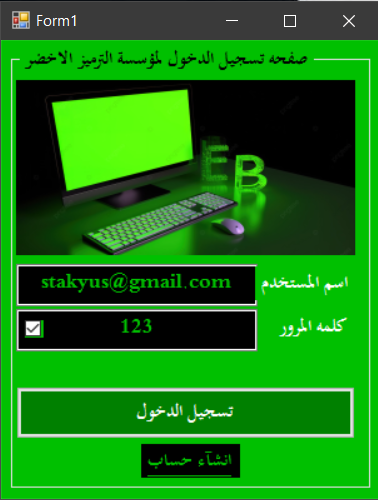 Form1
صفحه تسجيل الدخول لمؤسسة الترميز الاخضر
EB
اسم المستخدم stakyus@gmail.com
كلمه المرور 123
تسجيل الدخول
انشآء حساب